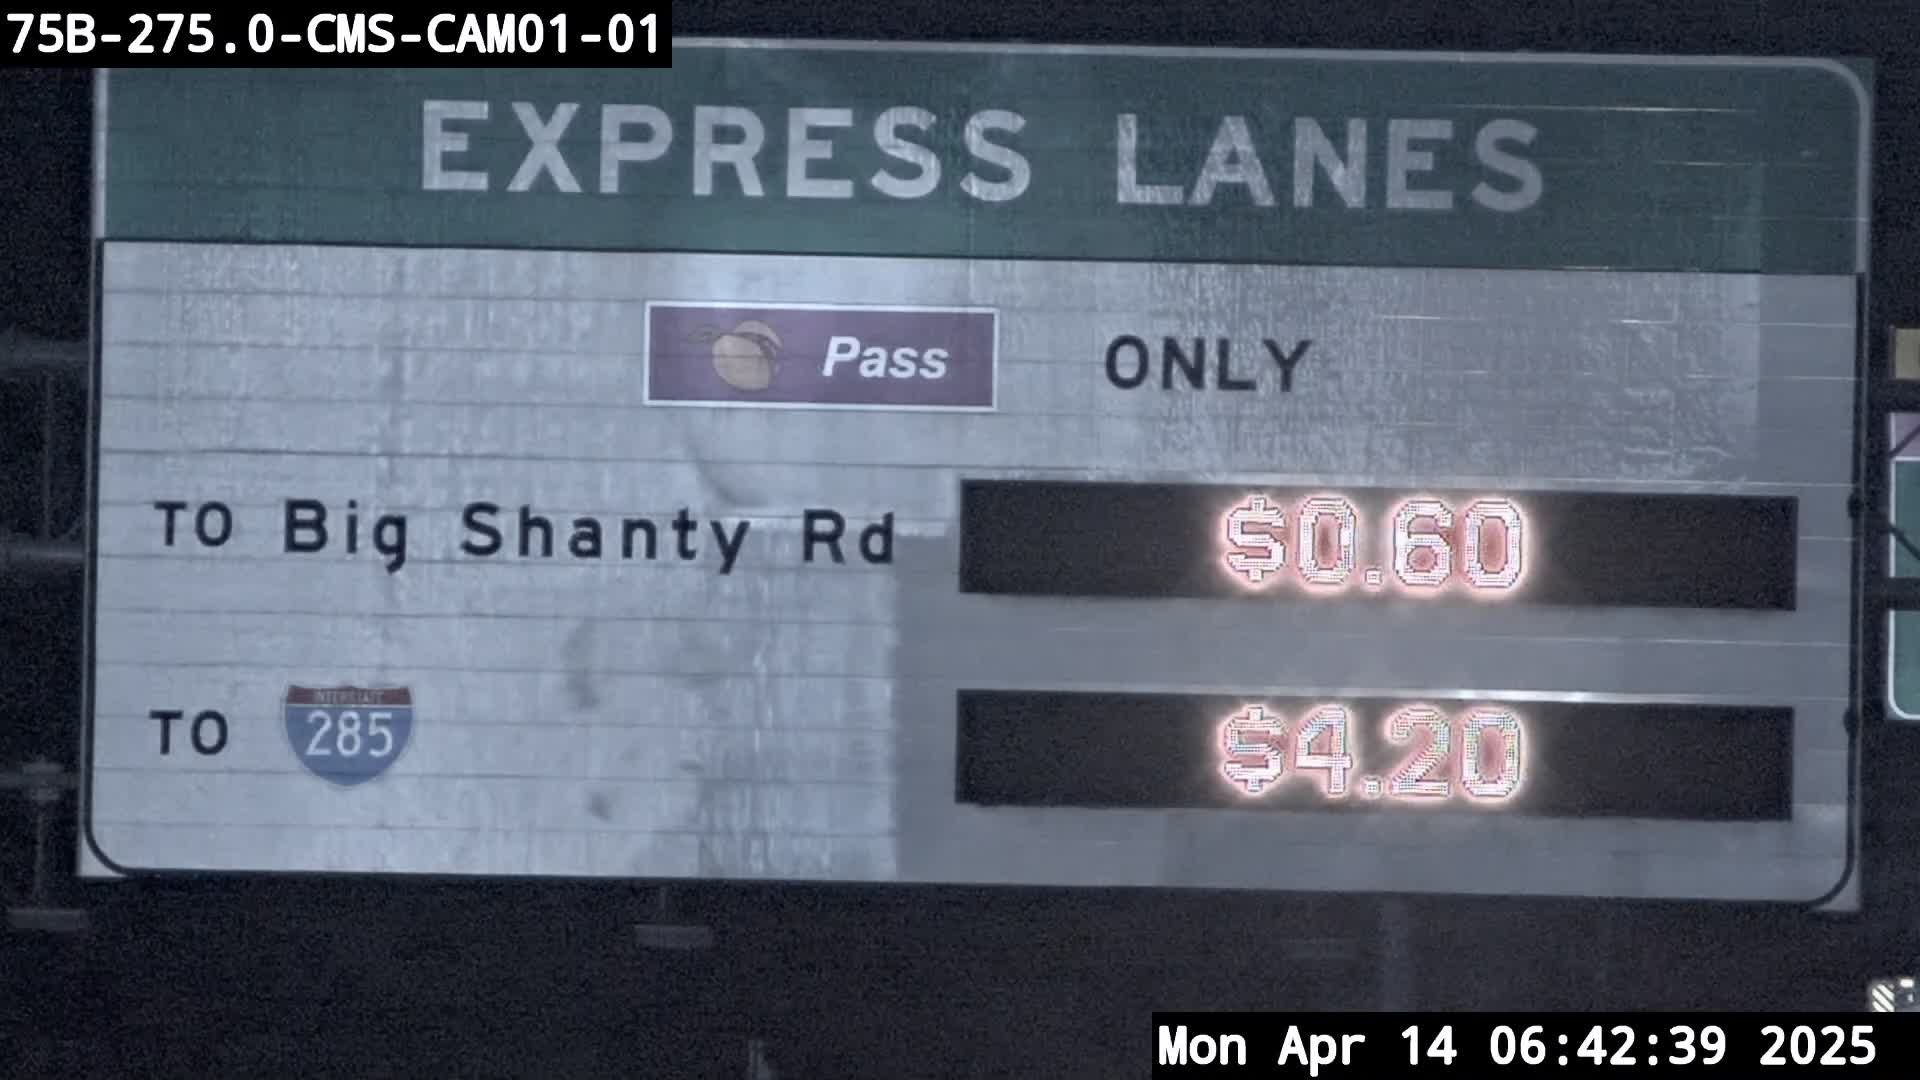 75B-275.0-CMS-CAM01-01
EXPRESS LANES
Pass ONLY
TO Big Shanty Rd $0.60
INTERSTATE
TO 285 $4.20
Mon Apr 14 06:42:39 2025